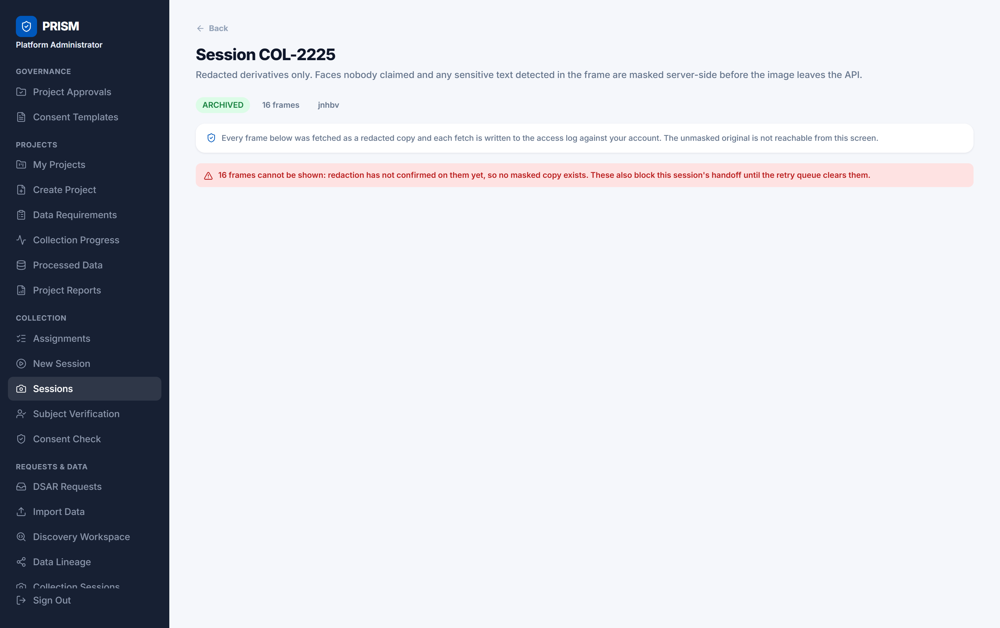 PRISM
Platform Administrator
GOVERNANCE
Project Approvals
Consent Templates
PROJECTS
My Projects
Create Project
Data Requirements
Collection Progress
Processed Data
Project Reports
COLLECTION
Assignments
New Session
Sessions
Subject Verification
Consent Check
REQUESTS & DATA
DSAR Requests
Import Data
Discovery Workspace
Data Lineage
Collection Sessions
Sign Out
Back
Session COL-2225
Redacted derivatives only. Faces nobody claimed and any sensitive text detected in the frame are masked server-side before the image leaves the API.
ARCHIVED 16 frames jnhbv
Every frame below was fetched as a redacted copy and each fetch is written to the access log against your account. The unmasked original is not reachable from this screen.
16 frames cannot be shown: redaction has not confirmed on them yet, so no masked copy exists. These also block this session's handoff until the retry queue clears them.